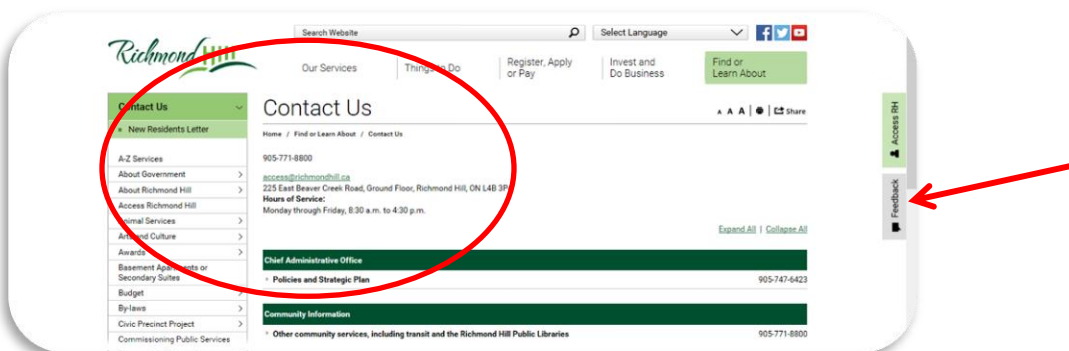 Search Website
Select Language
Richmond Hill
Our Services
Things to Do
Register, Apply
or Pay
Invest and
Do Business
Find or
Learn About
Contact Us
New Residents Letter
A-Z Services
About Government
About Richmond Hill
Access Richmond Hill
Animal Services
Arts and Culture
Awards
Basement Apartments or
Secondary Suites
Budget
By-laws
Civic Precinct Project
Commissioning Public Services
Contact Us
A A A
Share
Home / Find or Learn About / Contact Us
905-771-8800
access@richmondhill.ca
225 East Beaver Creek Road, Ground Floor, Richmond Hill, ON L4B 3P
Hours of Service:
Monday through Friday, 8:30 a.m. to 4:30 p.m.
Expand All | Collapse All
Chief Administrative Office
Policies and Strategic Plan 905-747-6423
Community Information
Other community services, including transit and the Richmond Hill Public Libraries 905-771-8800
Access RH
Feedback